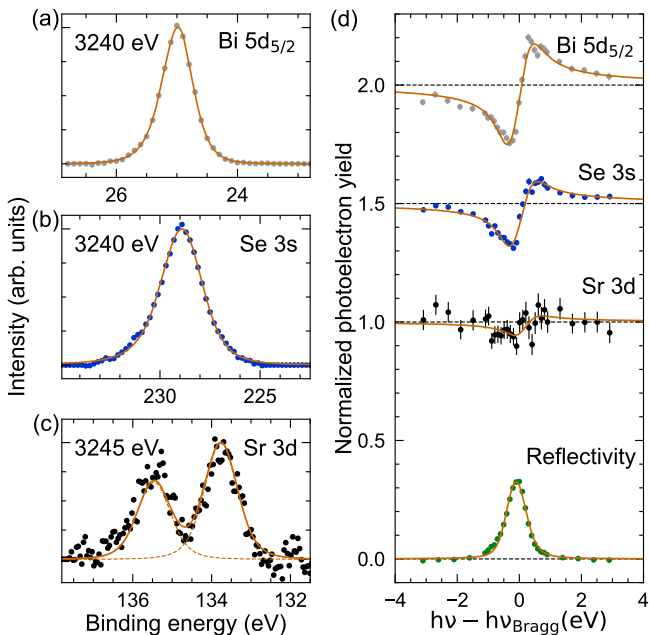 (a)
3240 eV
Bi 5d5/2
26
24
(b)
3240 eV
Se 3s
230
225
(c)
3245 eV
Sr 3d
136
134
132
Binding energy (eV)
Intensity (arb. units)
(d)
Bi 5d5/2
Se 3s
Sr 3d
Reflectivity
2.0
1.5
1.0
0.5
0.0
−4
−2
0
2
4
hν − hνBragg(eV)
Normalized photoelectron yield